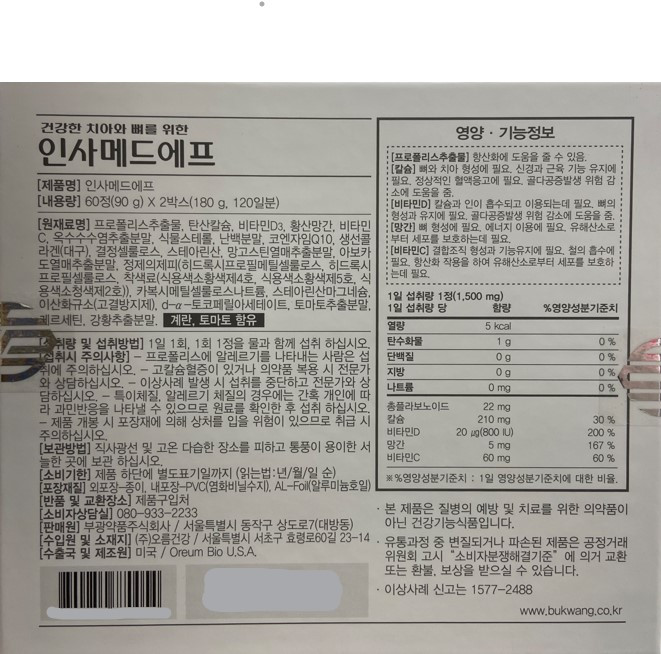 건강한 치아와 뼈를 위한
인사메드에프
[제품명] 인사메드에프
[내용량] 60정(90 g) X 2박스(180 g, 120일분)
[원재료명] 프로폴리스추출물, 탄산칼슘, 비타민D3, 황산망간, 비타민
C, 옥수수수염추출분말, 식물스테롤, 난백분말, 코엔자임Q10, 생선콜
라겐(대구), 결정셀룰로스, 스테아린산, 망고스틴열매추출분말, 아보카
도열매추출분말, 정제의제피(히드록시프로필메틸셀룰로스, 히드록시
프로필셀룰로스, 착색료(식용색소황색제4호, 식용색소황색제5호, 식
용색소청색제2호)), 카복시메틸셀룰로스나트륨, 스테아린산마그네슘,
이산화규소(고결방지제), d-α-토코페릴아세테이트, 토마토추출분말,
퀘르세틴, 강황추출분말. 계란, 토마토 함유
[섭취량 및 섭취방법] 1일 1회, 1회 1정을 물과 함께 섭취 하십시오.
[섭취시 주의사항] - 프로폴리스에 알레르기를 나타내는 사람은 섭
취에 주의하십시오. - 고칼슘혈증이 있거나 의약품 복용 시 전문가
와 상담하십시오. - 이상사례 발생 시 섭취를 중단하고 전문가와 상
담하십시오. - 특이체질, 알레르기 체질의 경우에는 간혹 개인에 따
라 과민반응을 나타낼 수 있으므로 원료를 확인한 후 섭취 하십시오.
- 제품 개봉 시 포장재에 의해 상처를 입을 위험이 있으므로 취급 시
주의하십시오.
[보관방법] 직사광선 및 고온 다습한 장소를 피하고 통풍이 용이한 서
늘한 곳에 보관 하십시오.
[소비기한] 제품 하단에 별도표기일까지 (읽는법:년/월/일 순)
[포장재질] 외포장-종이, 내포장-PVC(염화비닐수지), AL-Foil(알루미늄호일)
[반품 및 교환장소] 제품구입처
[소비자상담실] 080-933-2233
[판매원] 부광약품주식회사 / 서울특별시 동작구 상도로7(대방동)
[수입원 및 소재지] (주)오름건강 / 서울특별시 서초구 효령로60길 23-14
[수출국 및 제조원] 미국 / Oreum Bio U.S.A.
영양 · 기능정보
[프로폴리스추출물] 항산화에 도움을 줄 수 있음.
[칼슘] 뼈와 치아 형성에 필요. 신경과 근육 기능 유지에
필요. 정상적인 혈액응고에 필요. 골다공증발생 위험 감
소에 도움을 줌.
[비타민D] 칼슘과 인이 흡수되고 이용되는데 필요. 뼈의
형성과 유지에 필요. 골다공증발생 위험 감소에 도움을 줌.
[망간] 뼈 형성에 필요. 에너지 이용에 필요. 유해산소로
부터 세포를 보호하는데 필요.
[비타민C] 결합조직 형성과 기능유지에 필요. 철의 흡수에
필요. 항산화 작용을 하여 유해산소로부터 세포를 보호하
는데 필요.
1일 섭취량 1정(1,500 mg)
1일 섭취량 당 함량 %영양성분기준치
열량 5 kcal
탄수화물 1 g 0 %
단백질 0 g 0 %
지방 0 g 0 %
나트륨 0 mg 0 %
총플라보노이드 22 mg
칼슘 210 mg 30 %
비타민D 20 ㎍(800 IU) 200 %
망간 5 mg 167 %
비타민C 60 mg 60 %
※%영양성분기준치 : 1일 영양성분기준치에 대한 비율.
· 본 제품은 질병의 예방 및 치료를 위한 의약품이
아닌 건강기능식품입니다.
· 유통과정 중 변질되거나 파손된 제품은 공정거래
위원회 고시 "소비자분쟁해결기준" 에 의거 교환
또는 환불, 보상을 받으실 수 있습니다.
· 이상사례 신고는 1577-2488
www.bukwang.co.kr